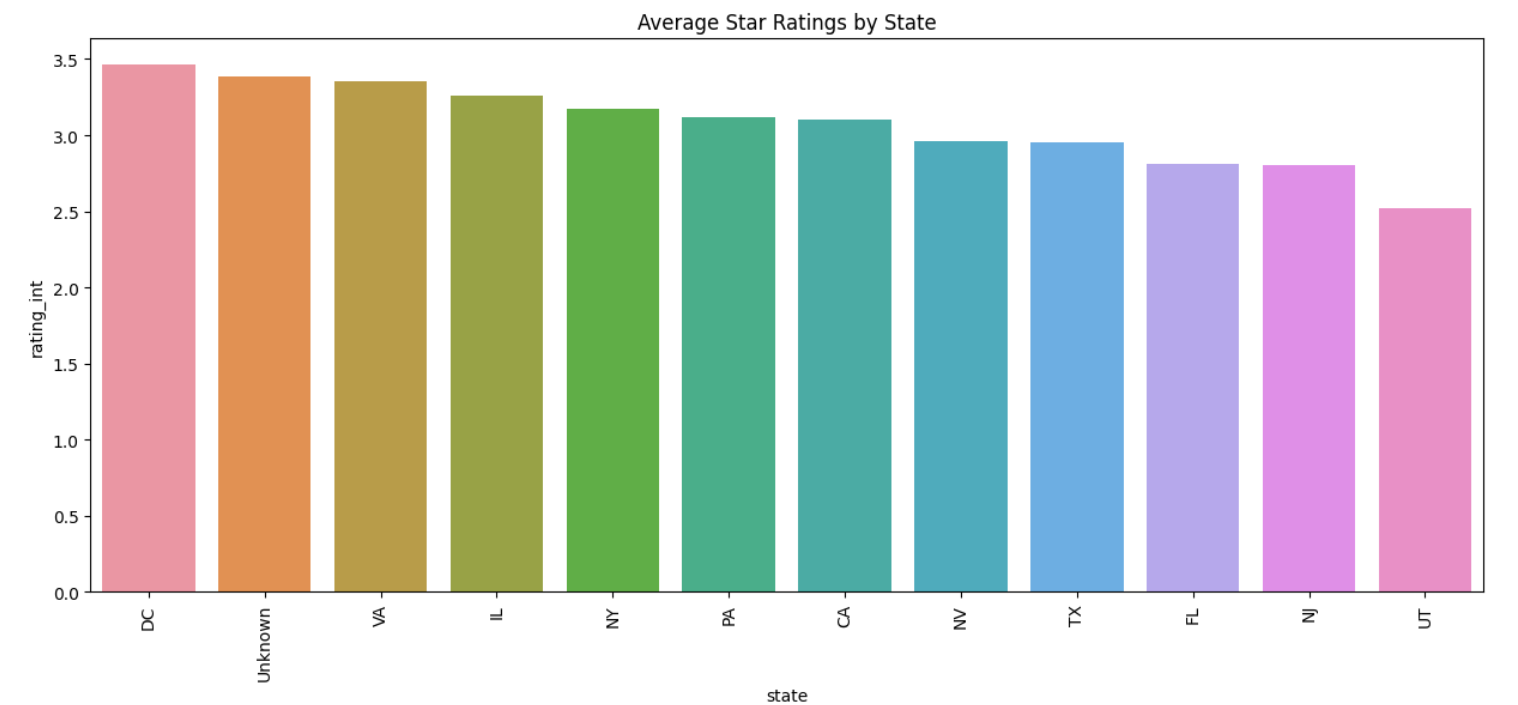 Average Star Ratings by State
rating_int
3.5
3.0
2.5
2.0
1.5
1.0
0.5
0.0
DC
Unknown
VA
IL
NY
PA
CA
NV
TX
FL
NJ
UT
state